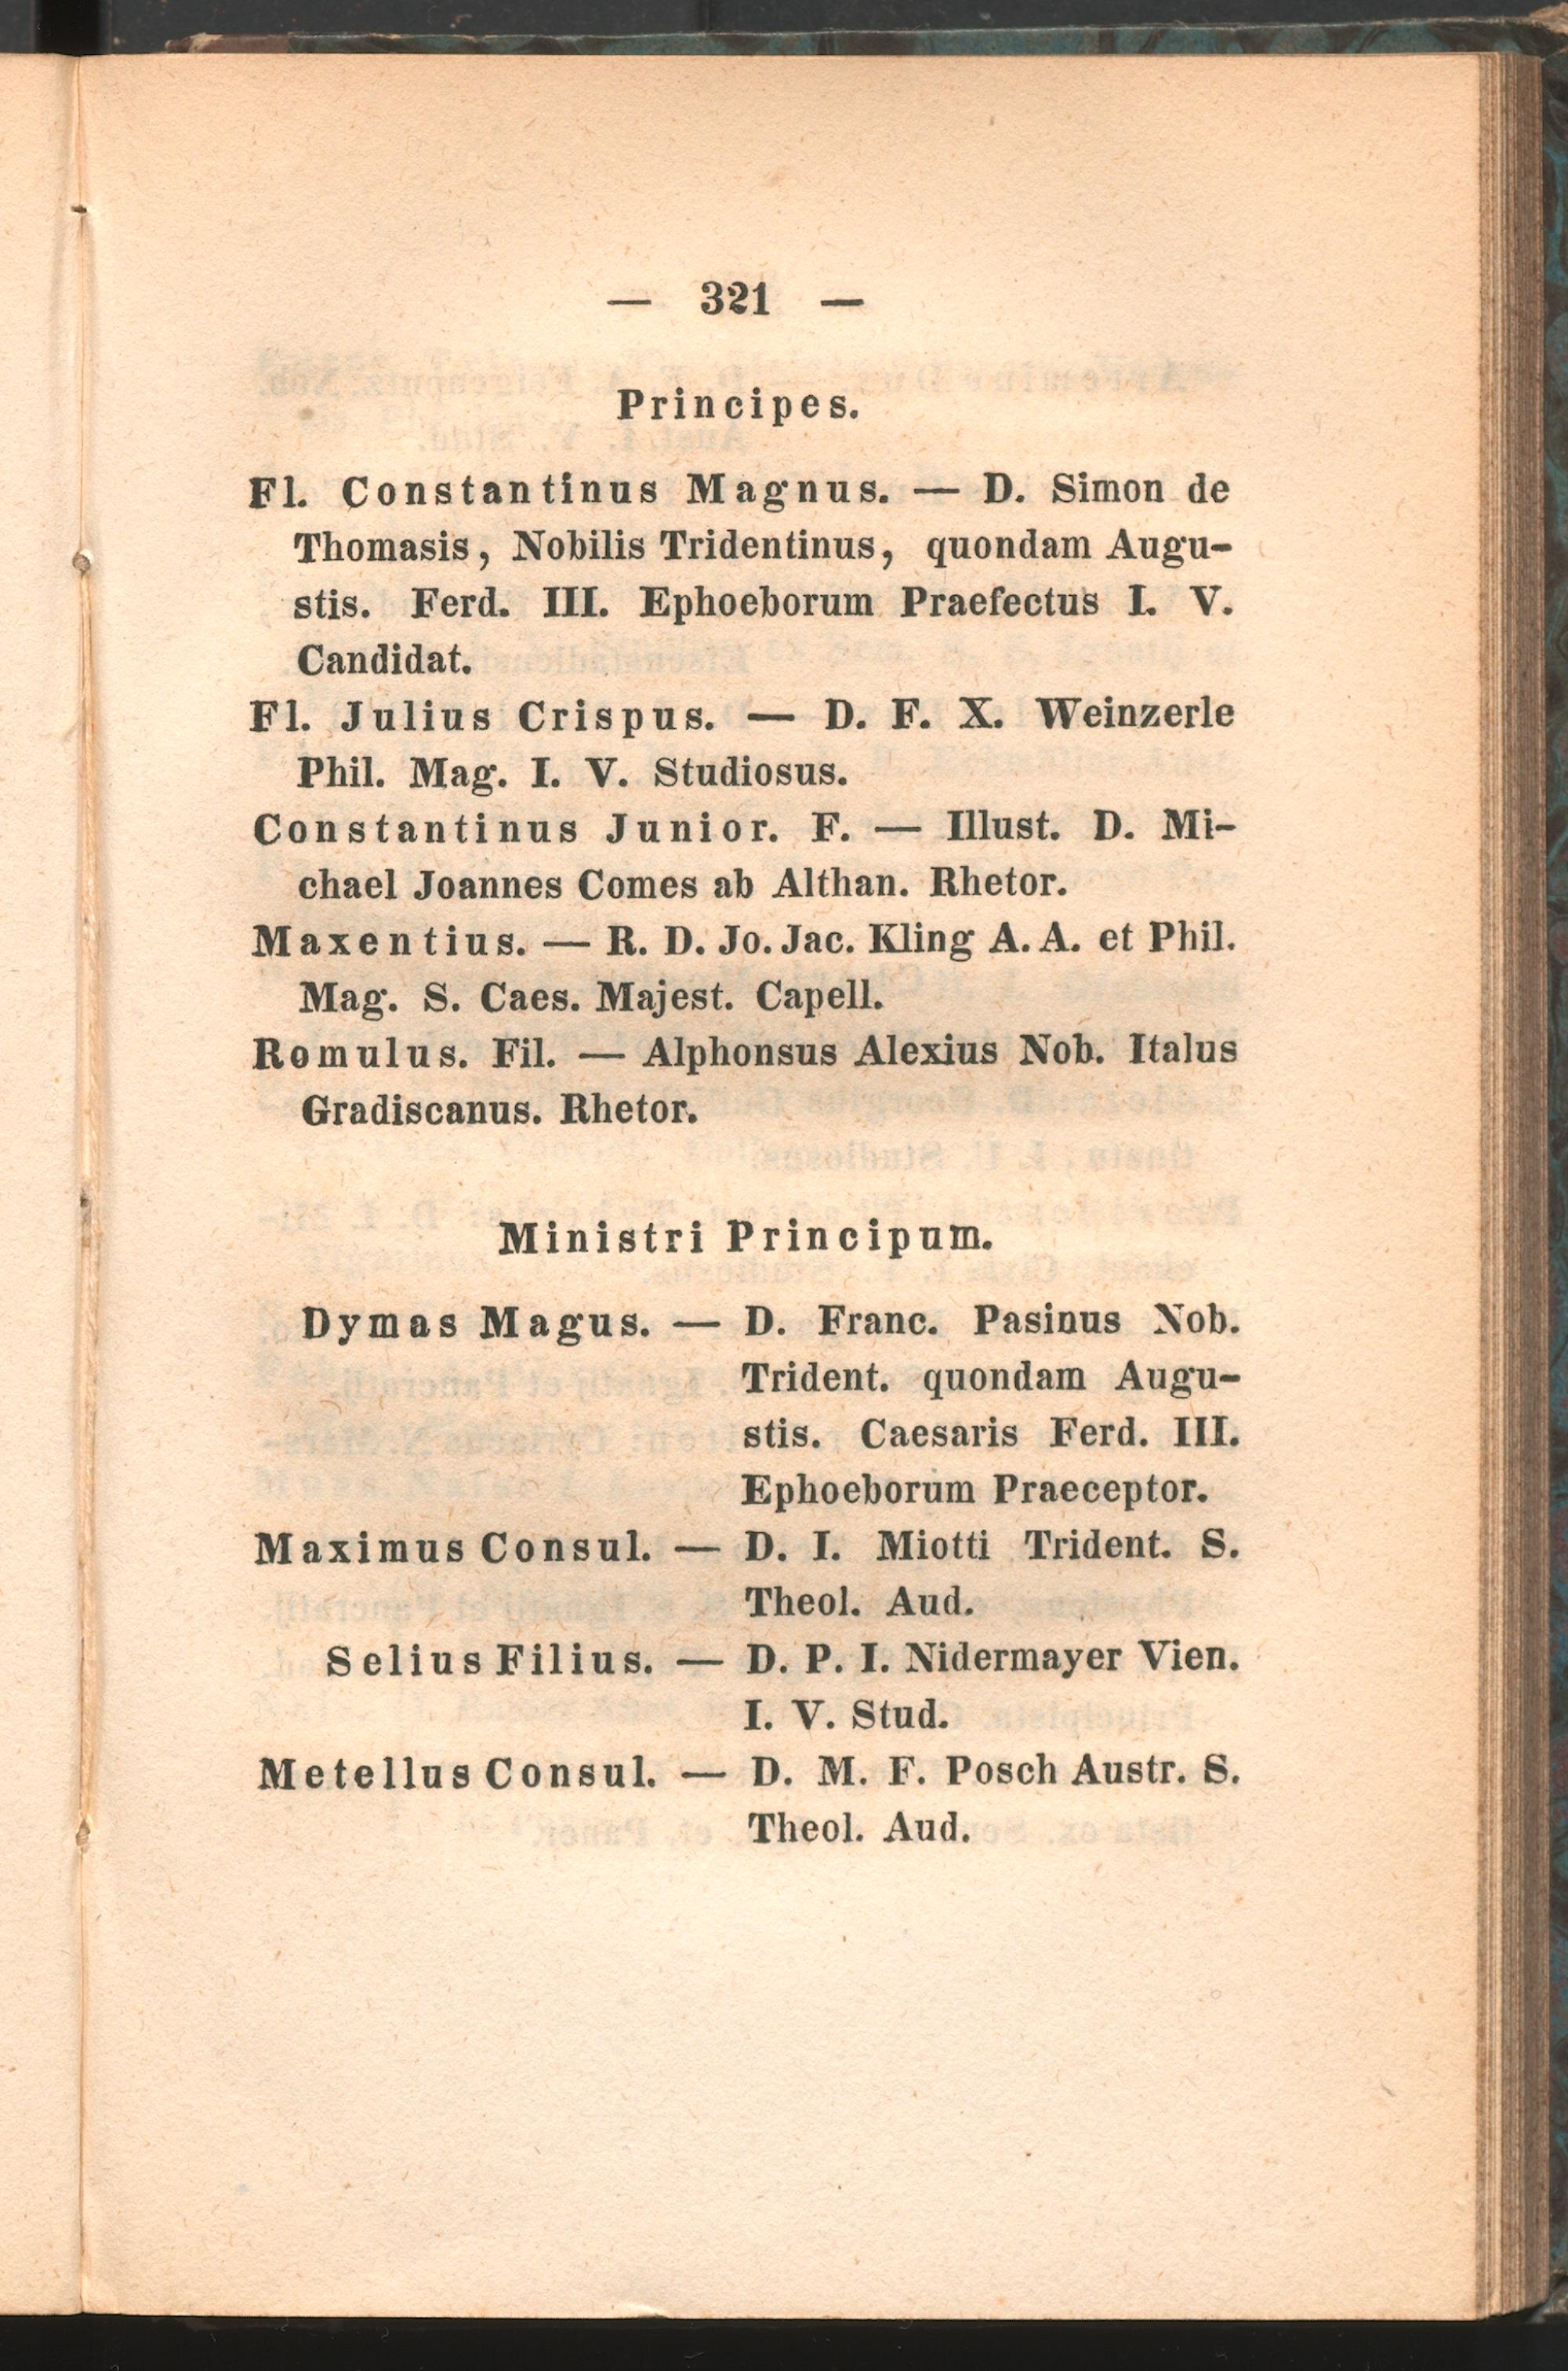 — 321 —
Principes.
Fl. Constantinus Magnus. — D. Simon de
Thomasis, Nobilis Tridentinus, quondam Augu-
stis. Ferd. III. Ephoeborum Praefectus I. V.
Candidat.
Fl. Julius Crispus. — D. F. X. Weinzerle
Phil. Mag. I. V. Studiosus.
Constantinus Junior. F. — Illust. D. Mi-
chael Joannes Comes ab Althan. Rhetor.
Maxentius. — R. D. Jo. Jac. Kling A. A. et Phil.
Mag. S. Caes. Majest. Capell.
Romulus. Fil. — Alphonsus Alexius Nob. Italus
Gradiscanus. Rhetor.
Ministri Principum.
Dymas Magus. — D. Franc. Pasinus Nob.
Trident. quondam Augu-
stis. Caesaris Ferd. III.
Ephoeborum Praeceptor.
Maximus Consul. — D. I. Miotti Trident. S.
Theol. Aud.
Selius Filius. — D. P. I. Nidermayer Vien.
I. V. Stud.
Metellus Consul. — D. M. F. Posch Austr. S.
Theol. Aud.